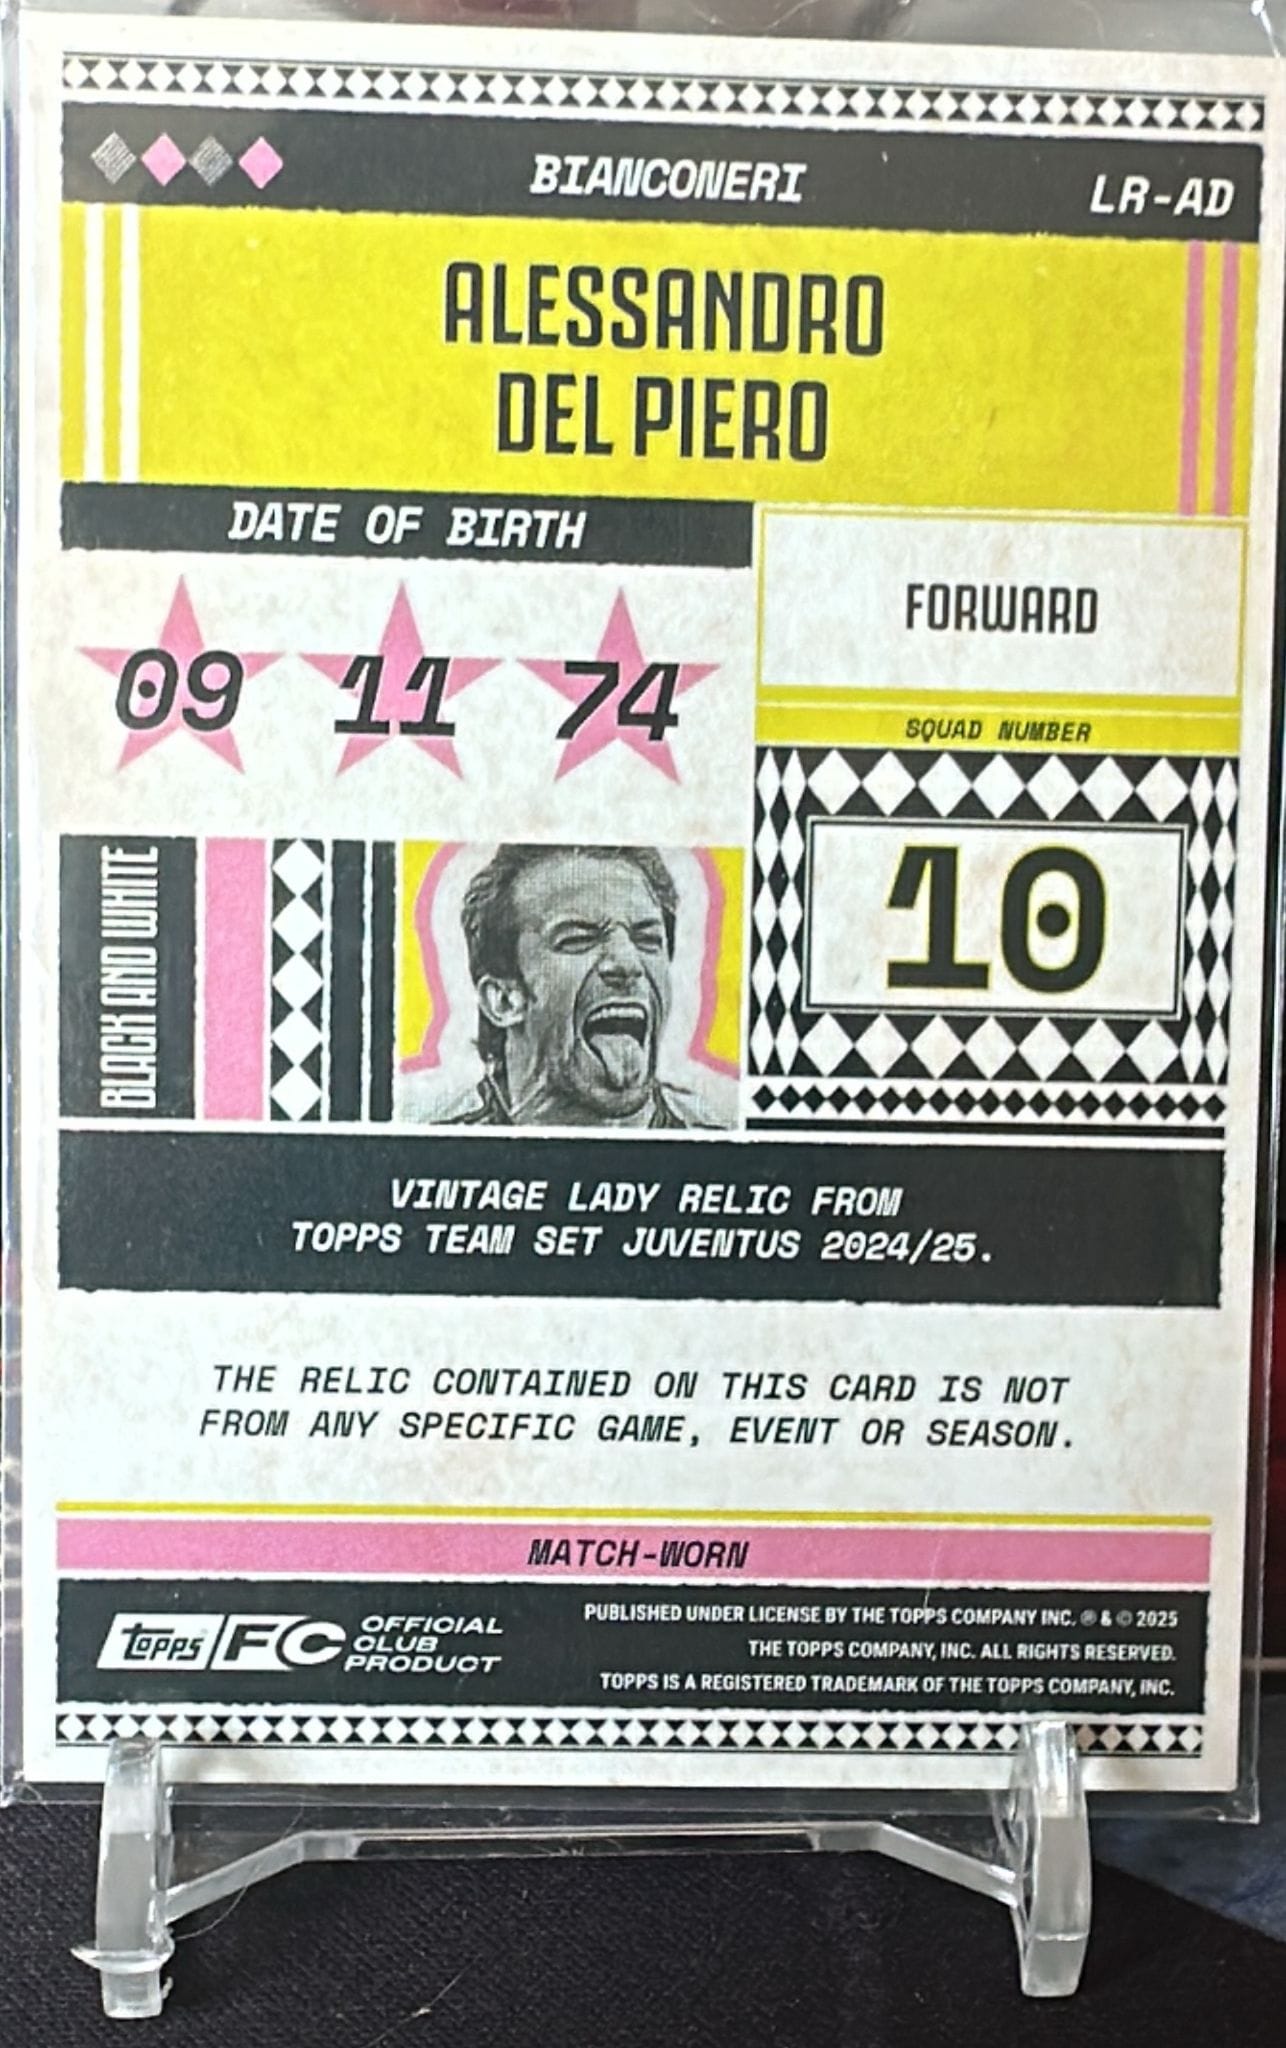 BIANCONERI
LR-AD
ALESSANDRO
DEL PIERO
DATE OF BIRTH
09 11 74
FORWARD
SQUAD NUMBER
10
BLACK AND WHITE
VINTAGE LADY RELIC FROM
TOPPS TEAM SET JUVENTUS 2024/25.
THE RELIC CONTAINED ON THIS CARD IS NOT
FROM ANY SPECIFIC GAME, EVENT OR SEASON.
MATCH-WORN
topps FC
OFFICIAL
CLUB
PRODUCT
PUBLISHED UNDER LICENSE BY THE TOPPS COMPANY INC. ® & © 2025
THE TOPPS COMPANY, INC. ALL RIGHTS RESERVED.
TOPPS IS A REGISTERED TRADEMARK OF THE TOPPS COMPANY, INC.